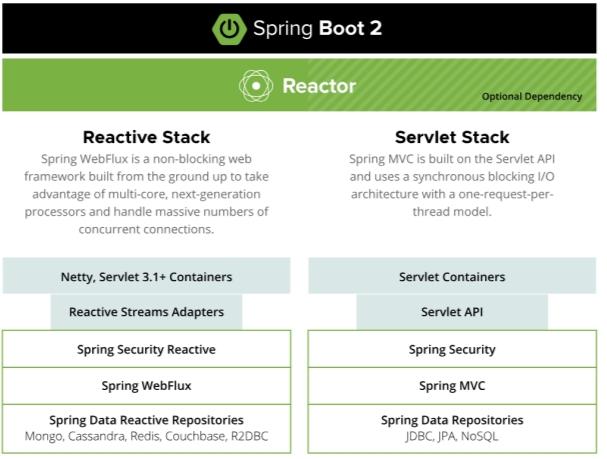 Spring Boot 2
Reactor
Optional Dependency
Reactive Stack
Spring WebFlux is a non-blocking web
framework built from the ground up to take
advantage of multi-core, next-generation
processors and handle massive numbers of
concurrent connections.
Netty, Servlet 3.1+ Containers
Reactive Streams Adapters
Spring Security Reactive
Spring WebFlux
Spring Data Reactive Repositories
Mongo, Cassandra, Redis, Couchbase, R2DBC
Servlet Stack
Spring MVC is built on the Servlet API
and uses a synchronous blocking I/O
architecture with a one-request-per-
thread model.
Servlet Containers
Servlet API
Spring Security
Spring MVC
Spring Data Repositories
JDBC, JPA, NoSQL